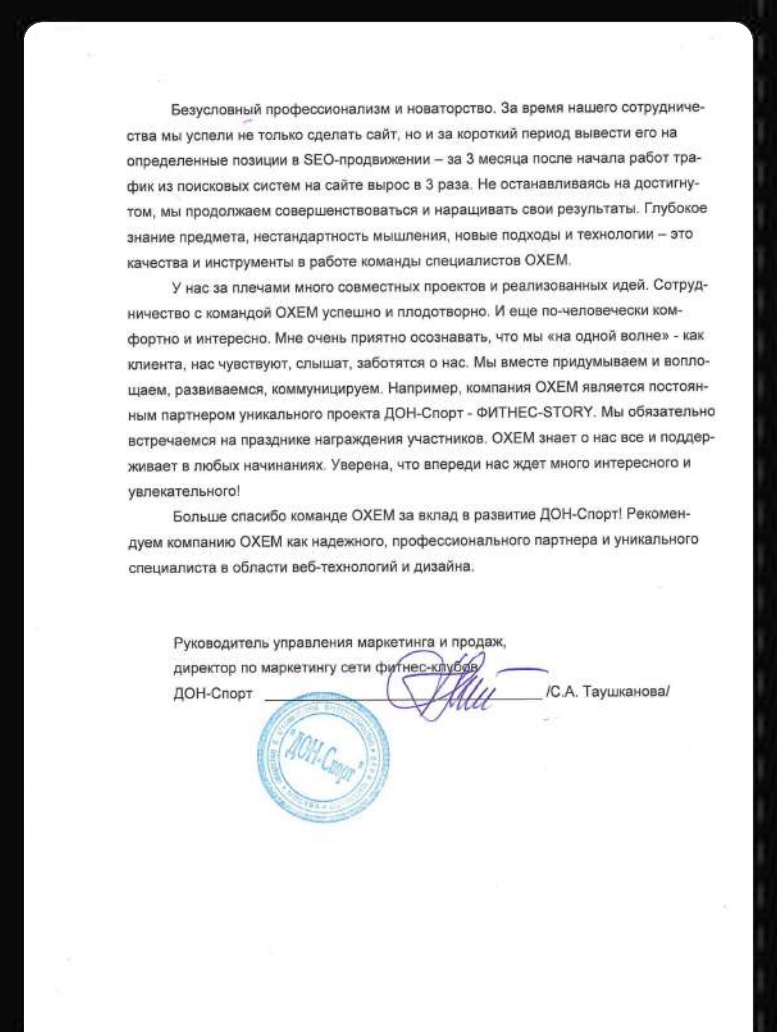 Безусловный профессионализм и новаторство. За время нашего сотрудниче-
ства мы успели не только сделать сайт, но и за короткий период вывести его на
определенные позиции в SEO-продвижении – за 3 месяца после начала работ тра-
фик из поисковых систем на сайте вырос в 3 раза. Не останавливаясь на достигну-
том, мы продолжаем совершенствоваться и наращивать свои результаты. Глубокое
знание предмета, нестандартность мышления, новые подходы и технологии – это
качества и инструменты в работе команды специалистов ОХЕМ.
У нас за плечами много совместных проектов и реализованных идей. Сотруд-
ничество с командой ОХЕМ успешно и плодотворно. И еще по-человечески ком-
фортно и интересно. Мне очень приятно осознавать, что мы «на одной волне» - как
клиента, нас чувствуют, слышат, заботятся о нас. Мы вместе придумываем и вопло-
щаем, развиваемся, коммуницируем. Например, компания ОХЕМ является постоян-
ным партнером уникального проекта ДОН-Спорт - ФИТНЕС-STORY. Мы обязательно
встречаемся на празднике награждения участников. ОХЕМ знает о нас все и поддер-
живает в любых начинаниях. Уверена, что впереди нас ждет много интересного и
увлекательного!
Больше спасибо команде ОХЕМ за вклад в развитие ДОН-Спорт! Рекомен-
дуем компанию ОХЕМ как надежного, профессионального партнера и уникального
специалиста в области веб-технологий и дизайна.
Руководитель управления маркетинга и продаж,
директор по маркетингу сети фитнес-клубов
ДОН-Спорт /С.А. Таушканова/
"ДОН-Спорт"